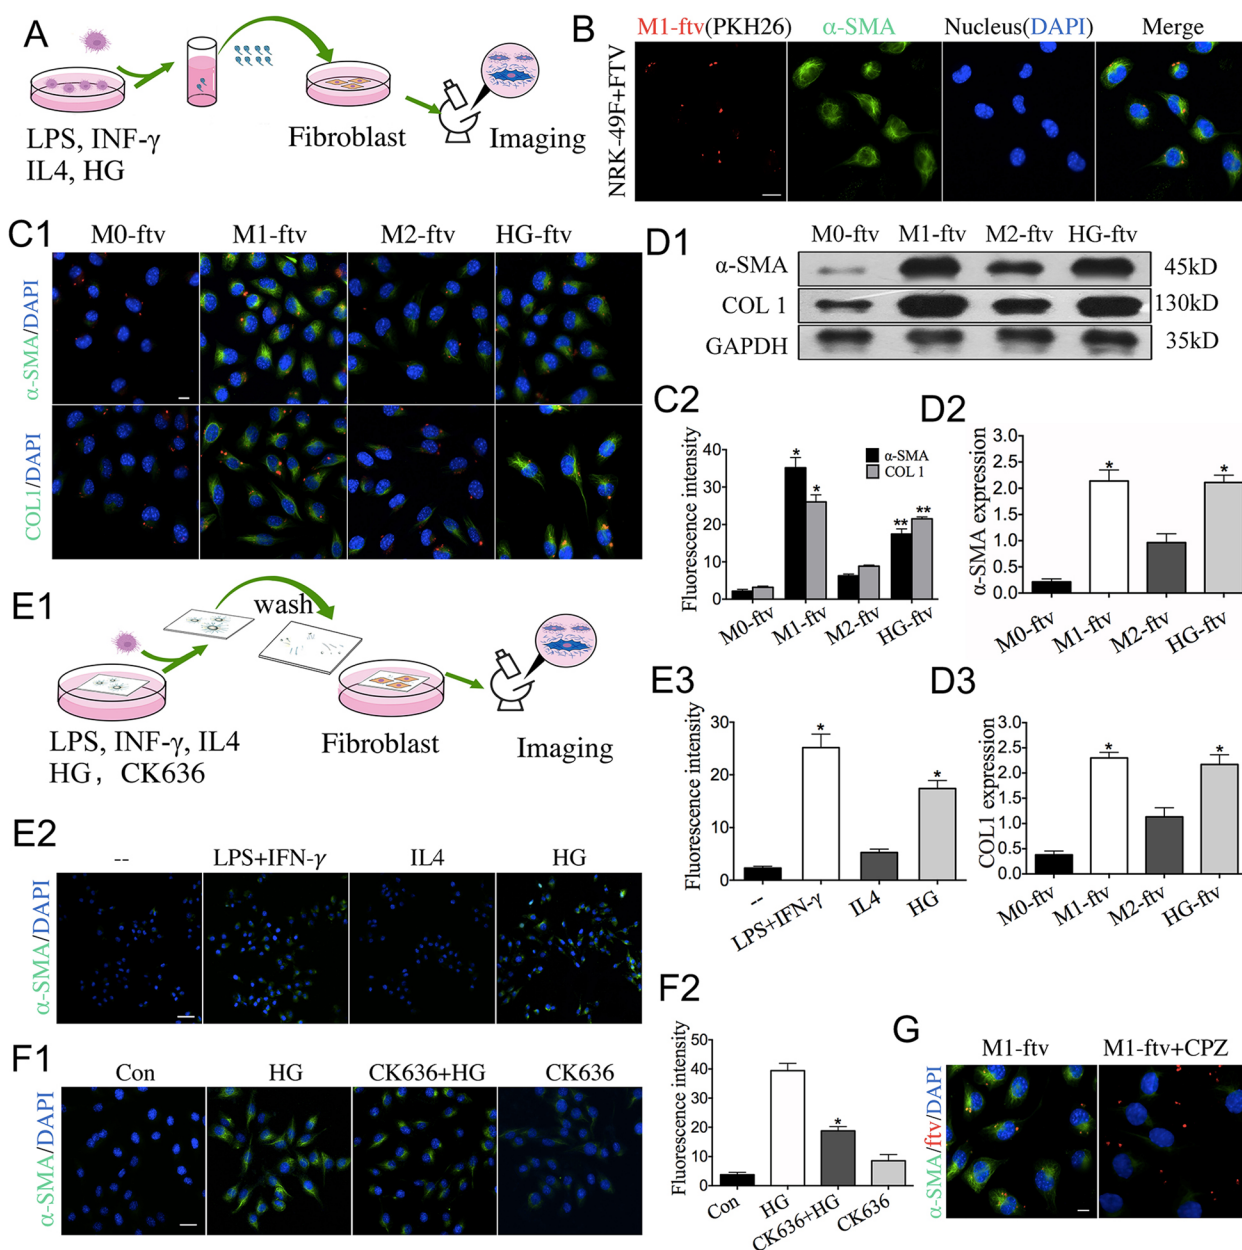 A
LPS, INF-γ
IL4, HG
Fibroblast
Imaging
B
M1-ftv(PKH26)
α-SMA
Nucleus(DAPI)
Merge
NRK-49F+FTV
C1
M0-ftv
M1-ftv
M2-ftv
HG-ftv
α-SMA/DAPI
COL1/DAPI
D1
M0-ftv
M1-ftv
M2-ftv
HG-ftv
α-SMA
45kD
COL 1
130kD
GAPDH
35kD
C2
Fluorescence intensity
40
30
20
10
0
*
*
**
**
α-SMA
COL 1
M0-ftv
M1-ftv
M2-ftv
HG-ftv
D2
α-SMA expression
3.0
2.5
2.0
1.5
1.0
0.5
0.0
*
*
M0-ftv
M1-ftv
M2-ftv
HG-ftv
E1
wash
LPS, INF-γ, IL4
HG, CK636
Fibroblast
Imaging
E3
Fluorescence intensity
30
20
10
0
*
*
--
LPS+IFN-γ
IL4
HG
D3
COL1 expression
3.0
2.5
2.0
1.5
1.0
0.5
0.0
*
*
M0-ftv
M1-ftv
M2-ftv
HG-ftv
E2
--
LPS+IFN-γ
IL4
HG
α-SMA/DAPI
F1
Con
HG
CK636+HG
CK636
α-SMA/DAPI
F2
Fluorescence intensity
50
40
30
20
10
0
*
Con
HG
CK636+HG
CK636
G
M1-ftv
M1-ftv+CPZ
α-SMA/ftv/DAPI